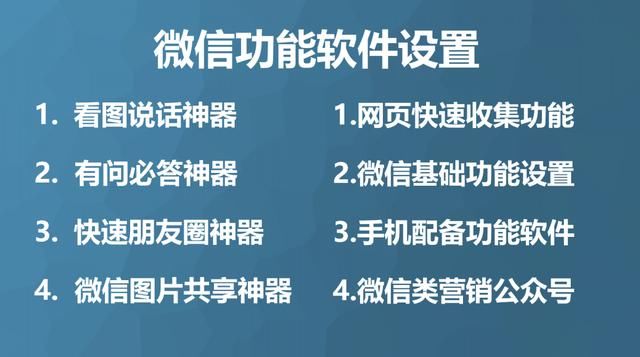 微信功能软件设置
1. 看图说话神器
2. 有问必答神器
3. 快速朋友圈神器
4. 微信图片共享神器
1.网页快速收集功能
2.微信基础功能设置
3.手机配备功能软件
4.微信类营销公众号